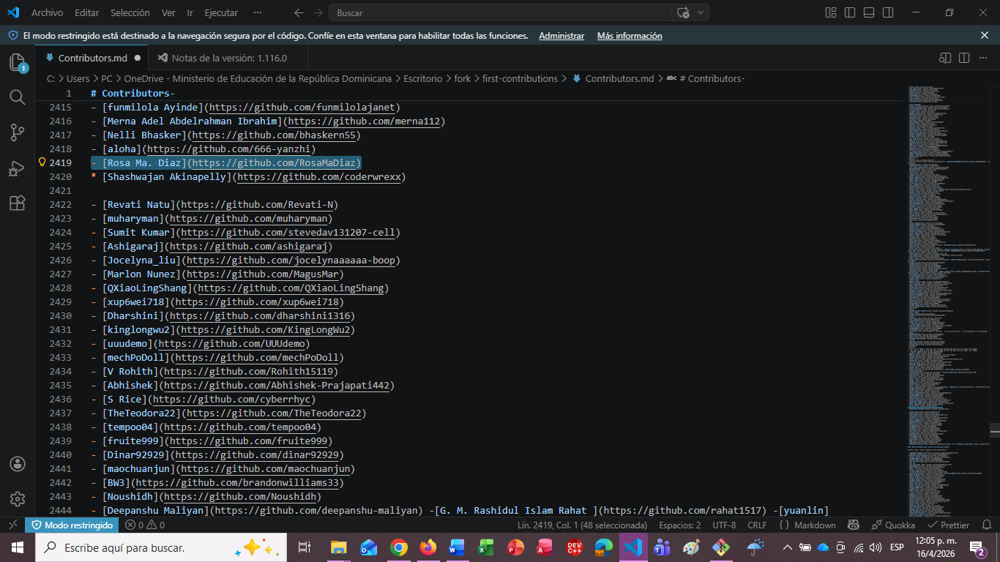 Archivo Editar Selección Ver Ir Ejecutar ··· Buscar
El modo restringido está destinado a la navegación segura por el código. Confíe en esta ventana para habilitar todas las funciones. Administrar Más información
Contributors.md Notas de la versión: 1.116.0
C: > Users > PC > OneDrive - Ministerio de Educación de la República Dominicana > Escritorio > fork > first-contributions > Contributors.md > # Contributors-
1 # Contributors-
2415 - [funmilola Ayinde](https://github.com/funmilolajanet)
2416 - [Merna Adel Abdelrahman Ibrahim](https://github.com/merna112)
2417 - [Nelli Bhasker](https://github.com/bhaskern55)
2418 - [aloha](https://github.com/666-yanzhi)
2419 - [Rosa Ma. Diaz](https://github.com/RosaMaDiaz)
2420 * [Shashwajan Akinapelly](https://github.com/coderwrexx)
2421
2422 - [Revati Natu](https://github.com/Revati-N)
2423 - [muharyman](https://github.com/muharyman)
2424 - [Sumit Kumar](https://github.com/stevedav131207-cell)
2425 - [Ashigaraj](https://github.com/ashigaraj)
2426 - [Jocelyna_liu](https://github.com/jocelynaaaaaa-boop)
2427 - [Marlon Nunez](https://github.com/MagusMar)
2428 - [QXiaoLingShang](https://github.com/QXiaoLingShang)
2429 - [xup6wei718](https://github.com/xup6wei718)
2430 - [Dharshini](https://github.com/dharshini1316)
2431 - [kinglongwu2](https://github.com/KingLongWu2)
2432 - [uuudemo](https://github.com/UUUdemo)
2433 - [mechPoDoll](https://github.com/mechPoDoll)
2434 - [V Rohith](https://github.com/Rohith15119)
2435 - [Abhishek](https://github.com/Abhishek-Prajapati442)
2436 - [S Rice](https://github.com/cyberrhyc)
2437 - [TheTeodora22](https://github.com/TheTeodora22)
2438 - [tempoo04](https://github.com/tempoo04)
2439 - [fruite999](https://github.com/fruite999)
2440 - [Dinar92929](https://github.com/dinar92929)
2441 - [maochuanjun](https://github.com/maochuanjun)
2442 - [BW3](https://github.com/brandonwilliams33)
2443 - [Noushidh](https://github.com/Noushidh)
2444 - [Deepanshu Maliyan](https://github.com/deepanshu-maliyan) -[G. M. Rashidul Islam Rahat ](https://github.com/rahat1517) -[yuanlin]
Modo restringido 0 0 Lín. 2419, Col. 1 (48 seleccionada) Espacios: 2 UTF-8 CRLF { } Markdown Quokka Prettier
Escribe aquí para buscar. DEV C++ ESP 12:05 p. m.
16/4/2026 2